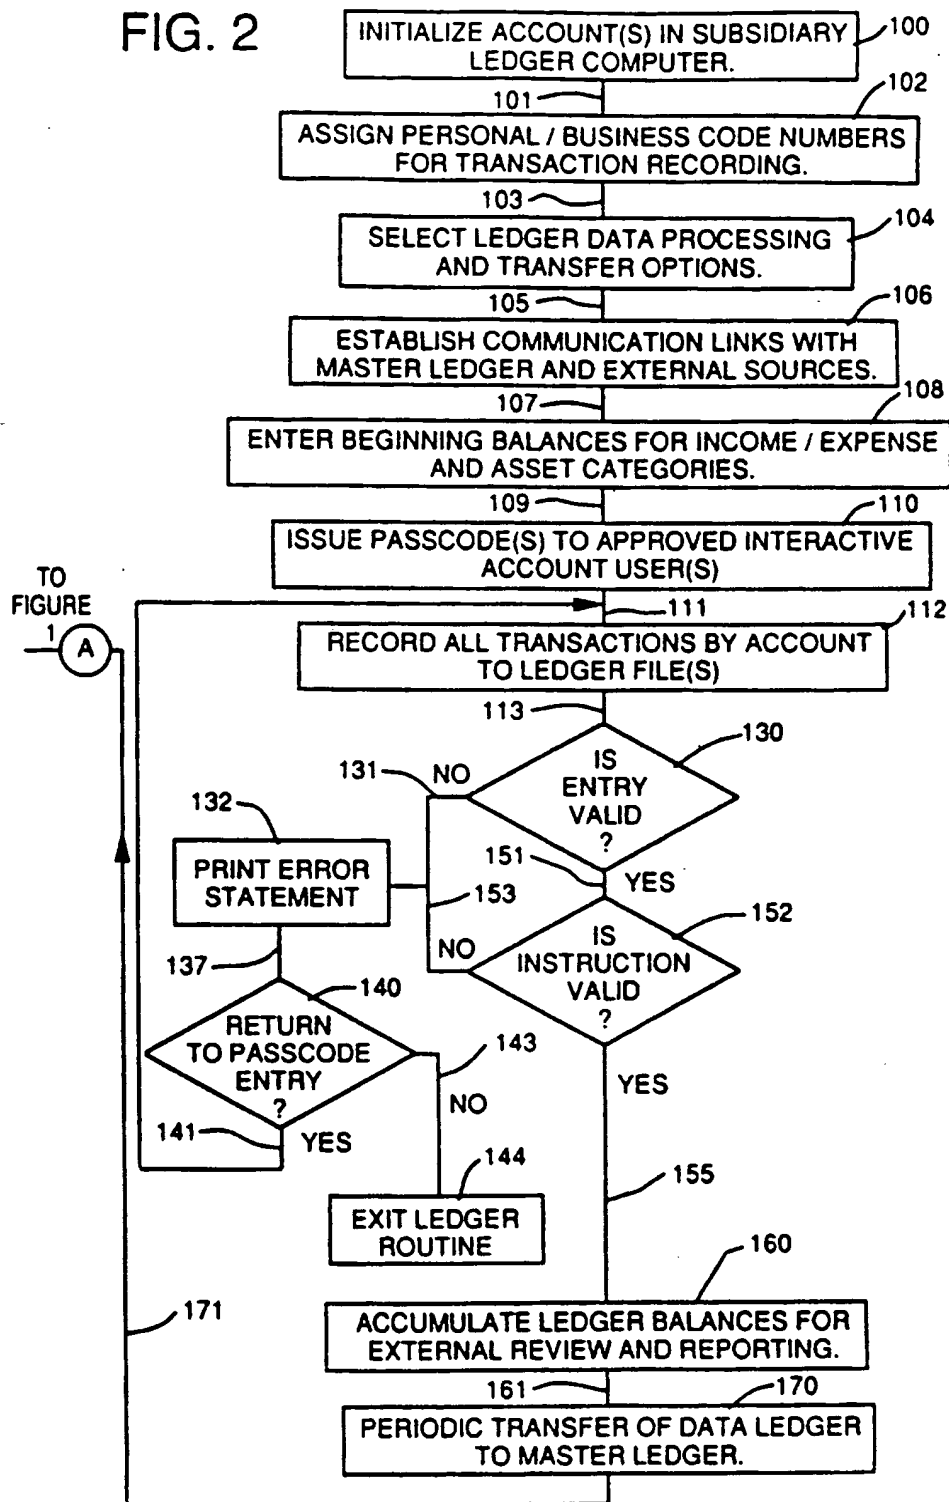 FIG. 2
INITIALIZE ACCOUNT(S) IN SUBSIDIARY
LEDGER COMPUTER.
100
101
102
ASSIGN PERSONAL / BUSINESS CODE NUMBERS
FOR TRANSACTION RECORDING.
103
104
SELECT LEDGER DATA PROCESSING
AND TRANSFER OPTIONS.
105
106
ESTABLISH COMMUNICATION LINKS WITH
MASTER LEDGER AND EXTERNAL SOURCES.
107
108
ENTER BEGINNING BALANCES FOR INCOME / EXPENSE
AND ASSET CATEGORIES.
109
110
ISSUE PASSCODE(S) TO APPROVED INTERACTIVE
ACCOUNT USER(S)
TO
FIGURE
1
A
111
112
RECORD ALL TRANSACTIONS BY ACCOUNT
TO LEDGER FILE(S)
113
130
IS
ENTRY
VALID
?
131
NO
132
PRINT ERROR
STATEMENT
151
YES
153
152
NO
IS
INSTRUCTION
VALID
?
137
140
RETURN
TO PASSCODE
ENTRY
?
143
NO
YES
141
YES
144
EXIT LEDGER
ROUTINE
155
160
ACCUMULATE LEDGER BALANCES FOR
EXTERNAL REVIEW AND REPORTING.
171
161
170
PERIODIC TRANSFER OF DATA LEDGER
TO MASTER LEDGER.